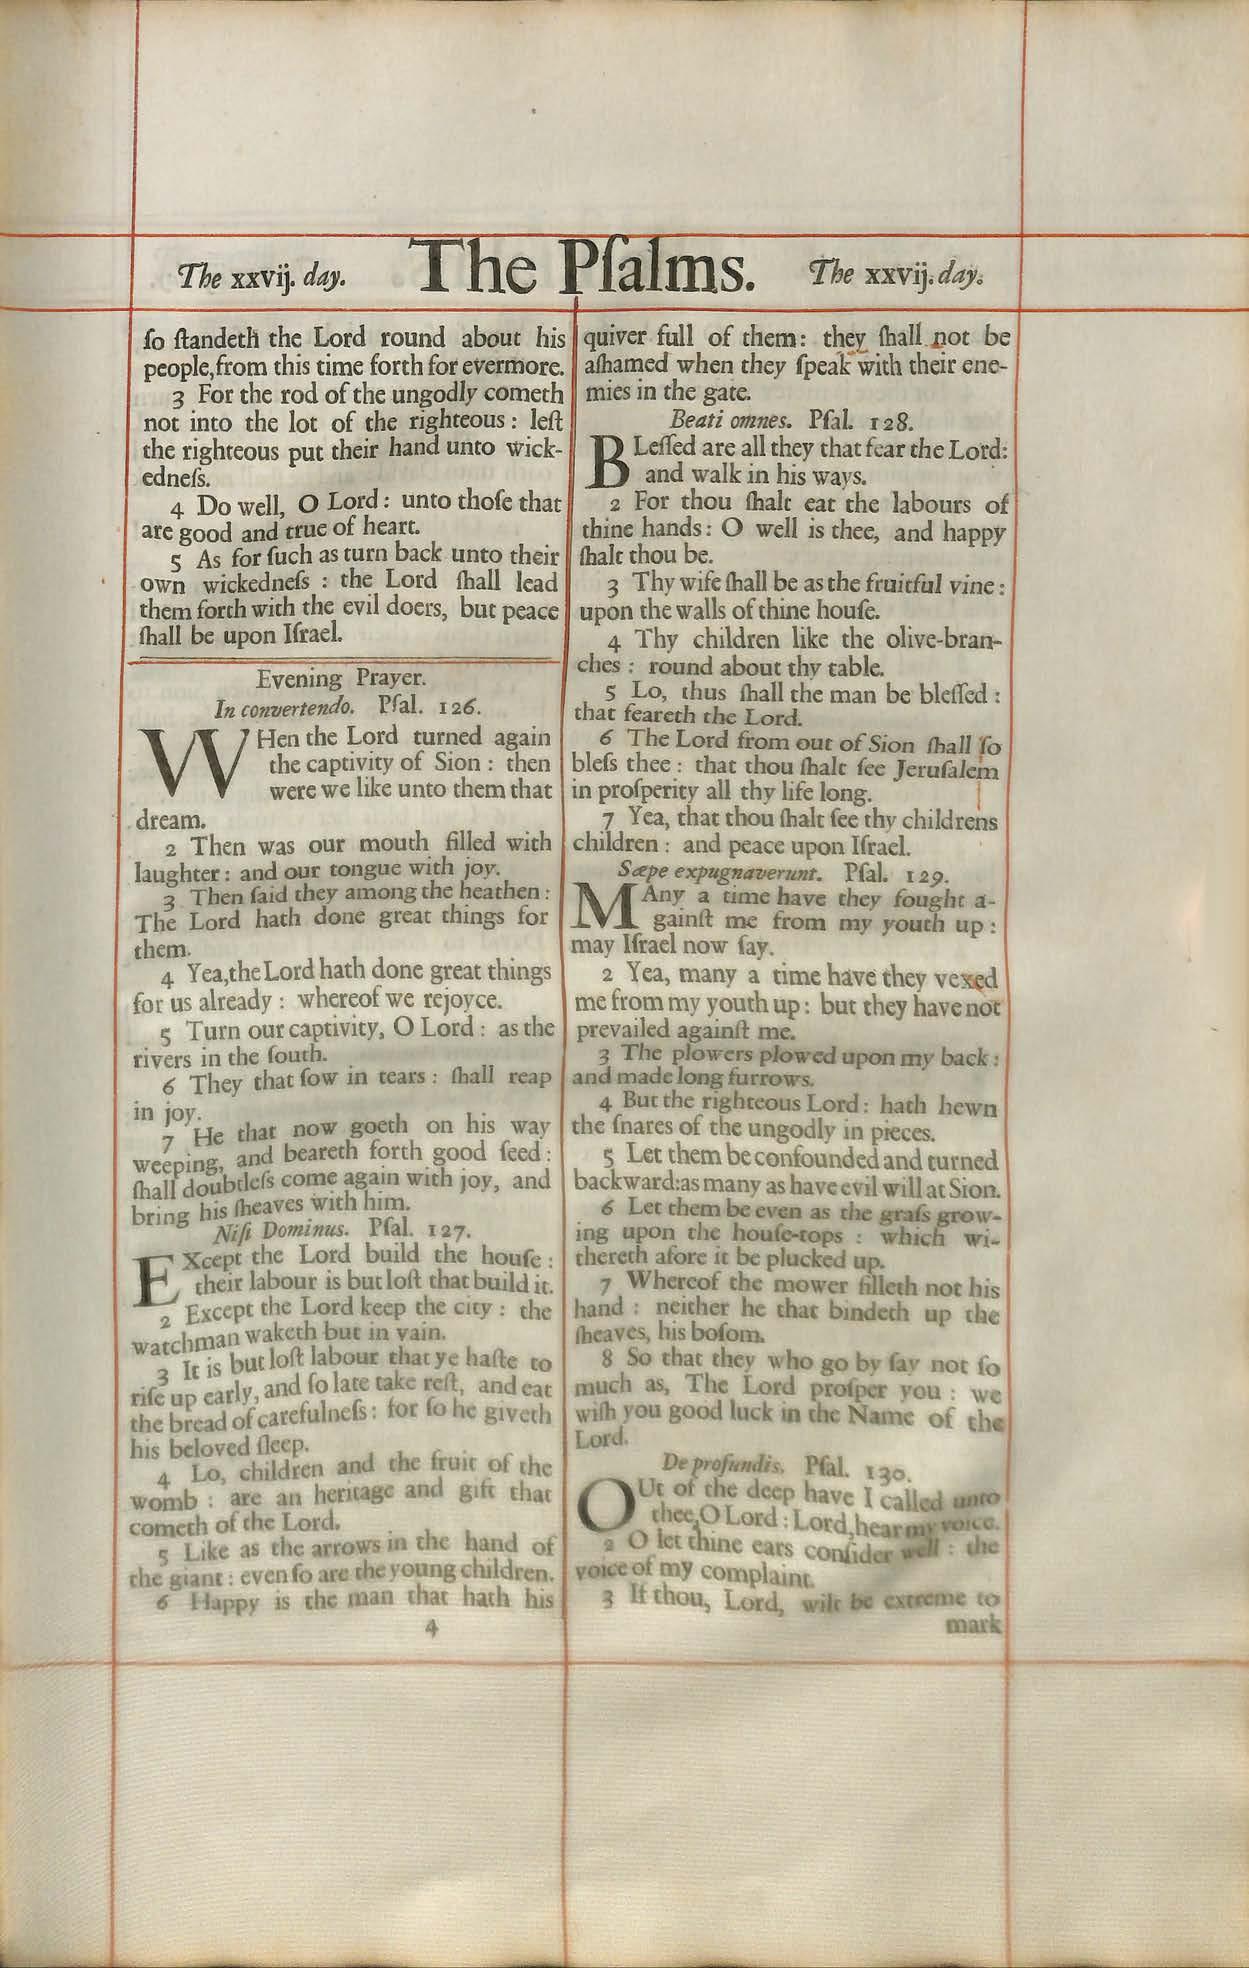 The xxvij. day. The Pſalms. The xxvij. day.
ſo ſtandeth the Lord round about his
people, from this time forth for evermore.
3 For the rod of the ungodly cometh
not into the lot of the righteous : leſt
the righteous put their hand unto wick-
edneſs.
4 Do well, O Lord : unto thoſe that
are good and true of heart.
5 As for ſuch as turn back unto their
own wickedneſs : the Lord ſhall lead
them forth with the evil doers, but peace
ſhall be upon Iſrael.
Evening Prayer.
In convertendo. Pſal. 126.
WHen the Lord turned again
the captivity of Sion : then
were we like unto them that
dream.
2 Then was our mouth filled with
laughter : and our tongue with joy.
3 Then ſaid they among the heathen :
The Lord hath done great things for
them.
4 Yea, the Lord hath done great things
for us already : whereof we rejoyce.
5 Turn our captivity, O Lord : as the
rivers in the ſouth.
6 They that ſow in tears : ſhall reap
in joy.
7 He that now goeth on his way
weeping, and beareth forth good ſeed :
ſhall doubtleſs come again with joy, and
bring his ſheaves with him.
Niſi Dominus. Pſal. 127.
EXcept the Lord build the houſe :
their labour is but loſt that build it.
2 Except the Lord keep the city : the
watchman waketh but in vain.
3 It is but loſt labour that ye haſte to
riſe up early, and ſo late take reſt, and eat
the bread of carefulneſs : for ſo he giveth
his beloved ſleep.
4 Lo, children and the fruit of the
womb : are an heritage and gift that
cometh of the Lord.
5 Like as the arrows in the hand of
the giant : even ſo are the young children.
6 Happy is the man that hath his
4
quiver full of them : they ſhall not be
aſhamed when they ſpeak with their ene-
mies in the gate.
Beati omnes. Pſal. 128.
BLeſſed are all they that fear the Lord:
and walk in his ways.
2 For thou ſhalt eat the labours of
thine hands : O well is thee, and happy
ſhalt thou be.
3 Thy wife ſhall be as the fruitful vine :
upon the walls of thine houſe.
4 Thy children like the olive-bran-
ches : round about thy table.
5 Lo, thus ſhall the man be bleſſed :
that feareth the Lord.
6 The Lord from out of Sion ſhall ſo
bleſs thee : that thou ſhalt ſee Jeruſalem
in proſperity all thy life long.
7 Yea, that thou ſhalt ſee thy childrens
children : and peace upon Iſrael.
Sæpe expugnaverunt. Pſal. 129.
MAny a time have they fought a-
gainſt me from my youth up :
may Iſrael now ſay.
2 Yea, many a time have they vexed
me from my youth up : but they have not
prevailed againſt me.
3 The plowers plowed upon my back :
and made long furrows.
4 But the righteous Lord : hath hewn
the ſnares of the ungodly in pieces.
5 Let them be confounded and turned
backward: as many as have evil will at Sion.
6 Let them be even as the graſs grow-
ing upon the houſe-tops : which wi-
thereth afore it be plucked up.
7 Whereof the mower filleth not his
hand : neither he that bindeth up the
ſheaves, his boſom.
8 So that they who go by ſay not ſo
much as, The Lord proſper you : we
wiſh you good luck in the Name of the
Lord.
De profundis. Pſal. 130.
OUt of the deep have I called unto
thee, O Lord : Lord, hear my voice.
2 O let thine ears conſider well : the
voice of my complaint.
3 If thou, Lord, wilt be extreme to
mark